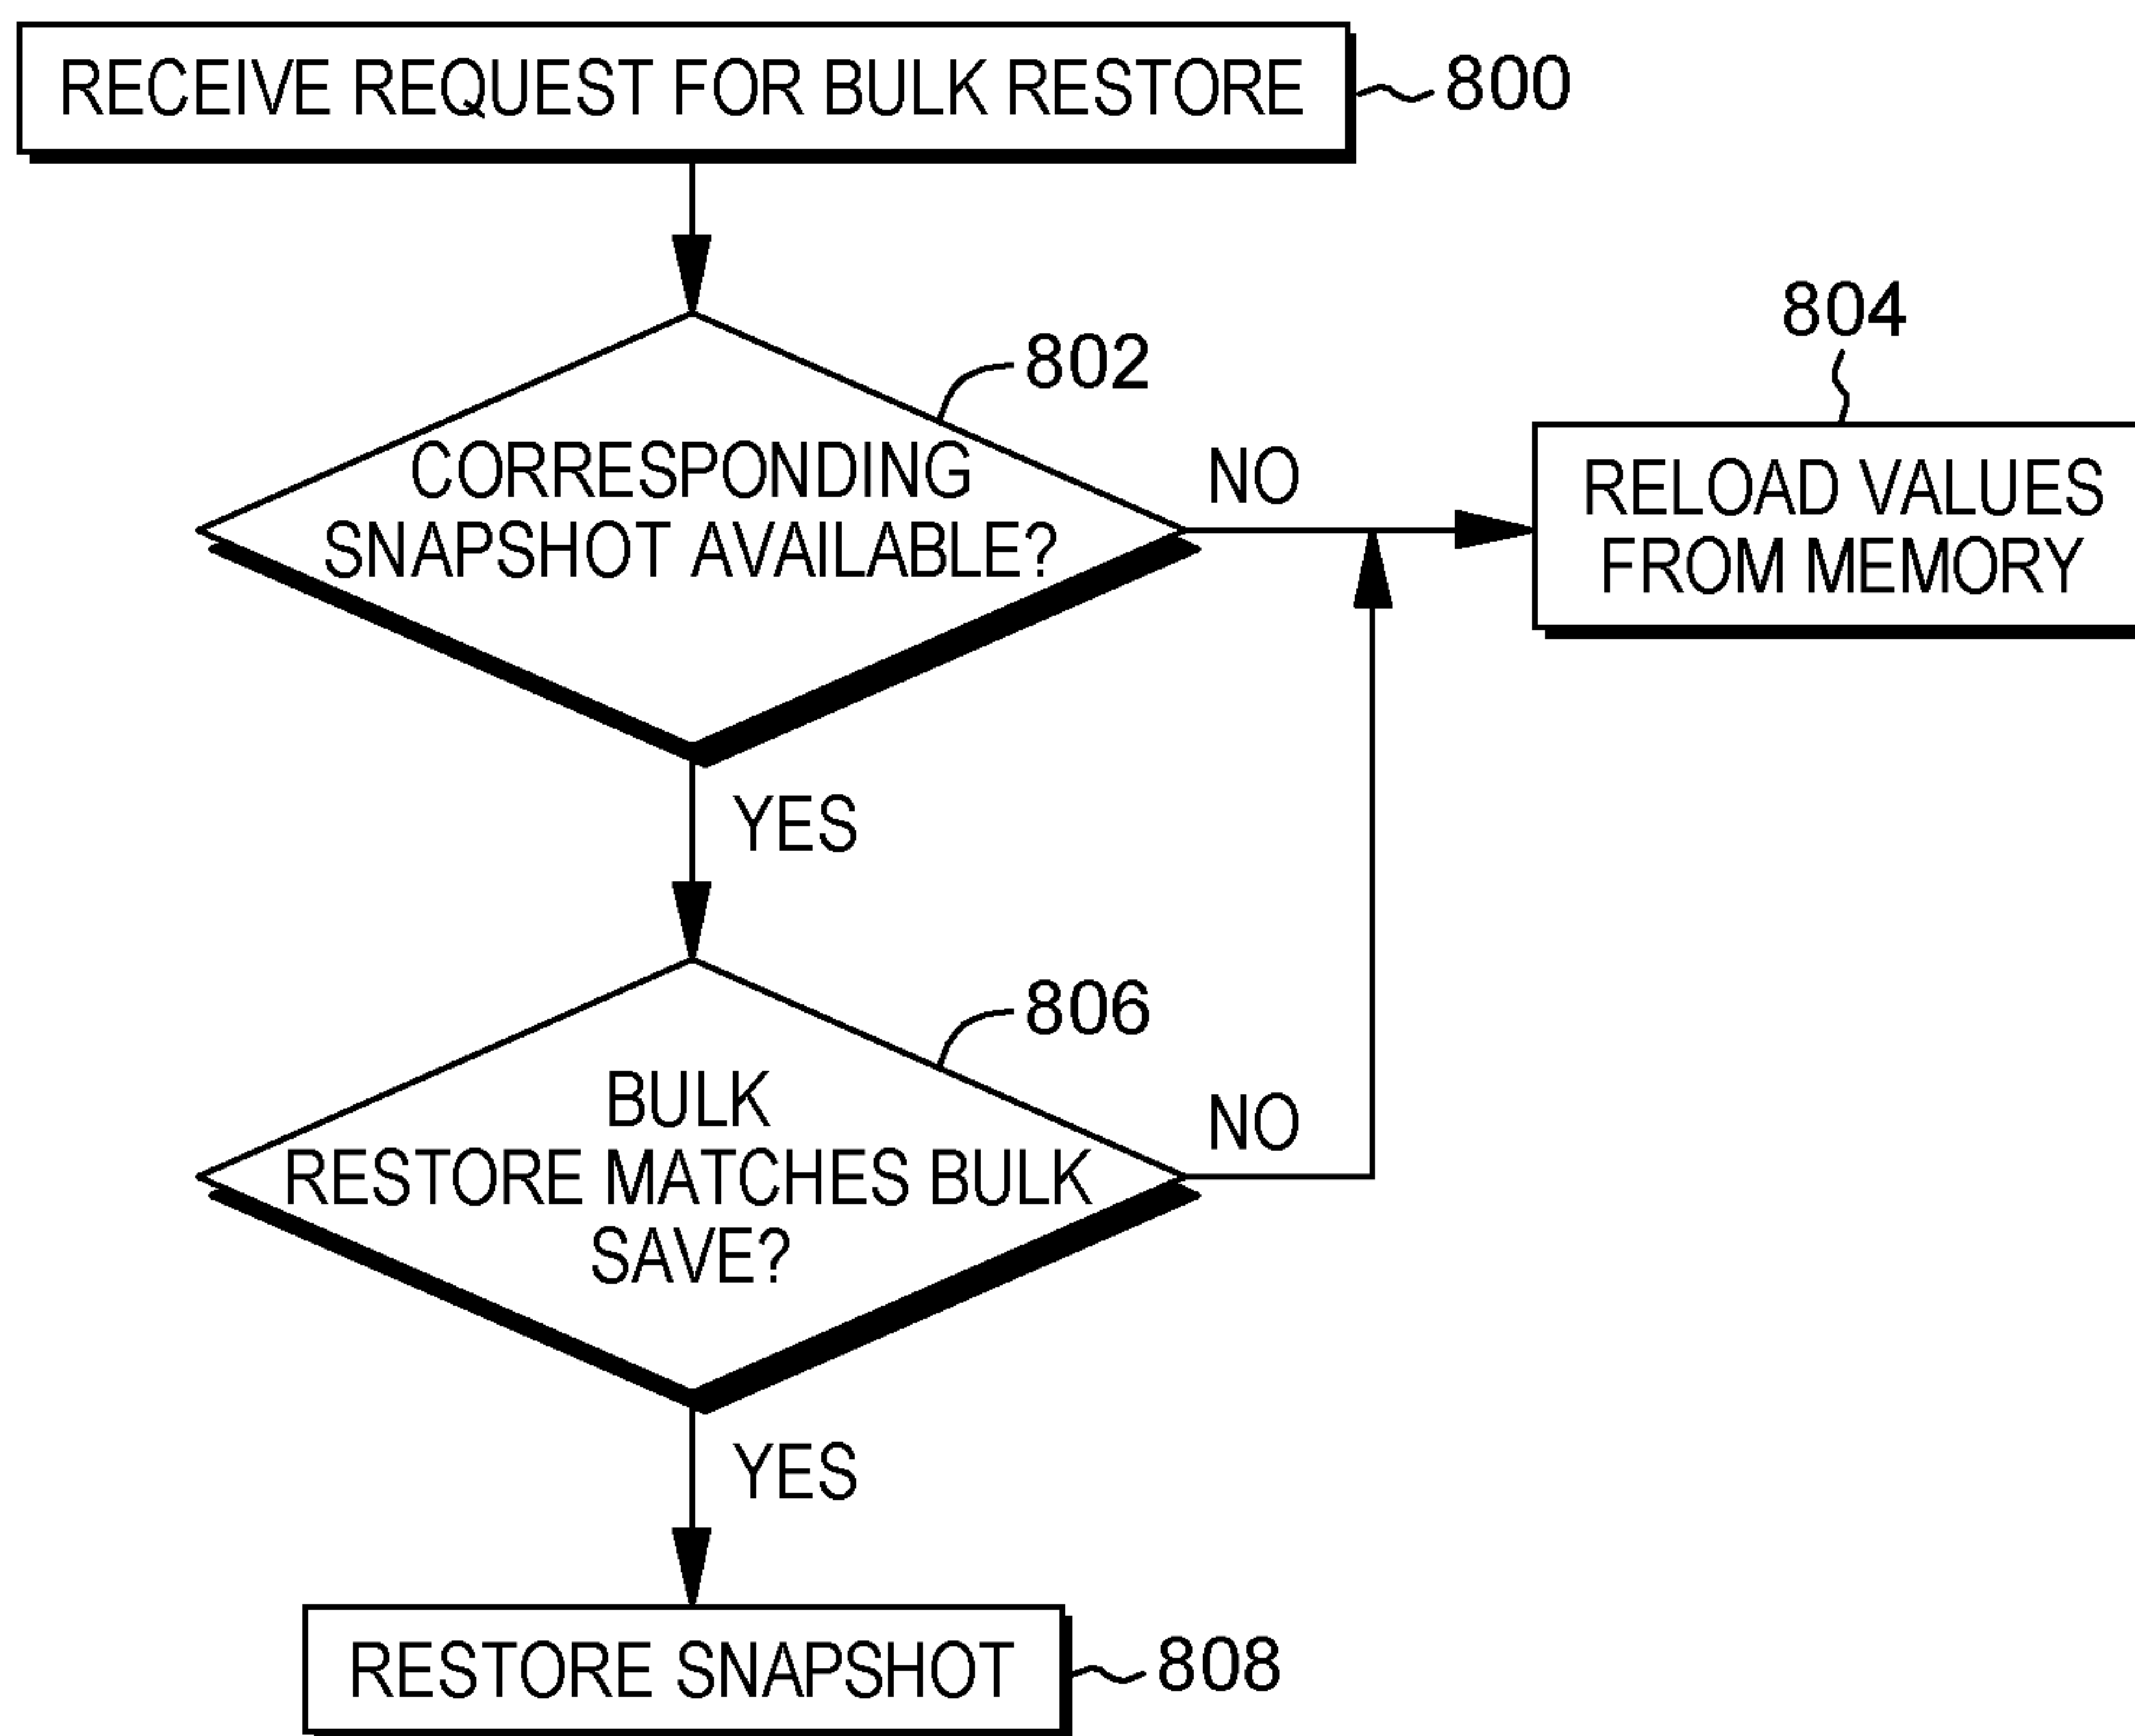 RECEIVE REQUEST FOR BULK RESTORE
800
802
804
CORRESPONDING
SNAPSHOT AVAILABLE?
NO
RELOAD VALUES
FROM MEMORY
YES
806
BULK
RESTORE MATCHES BULK
SAVE?
NO
YES
RESTORE SNAPSHOT
808